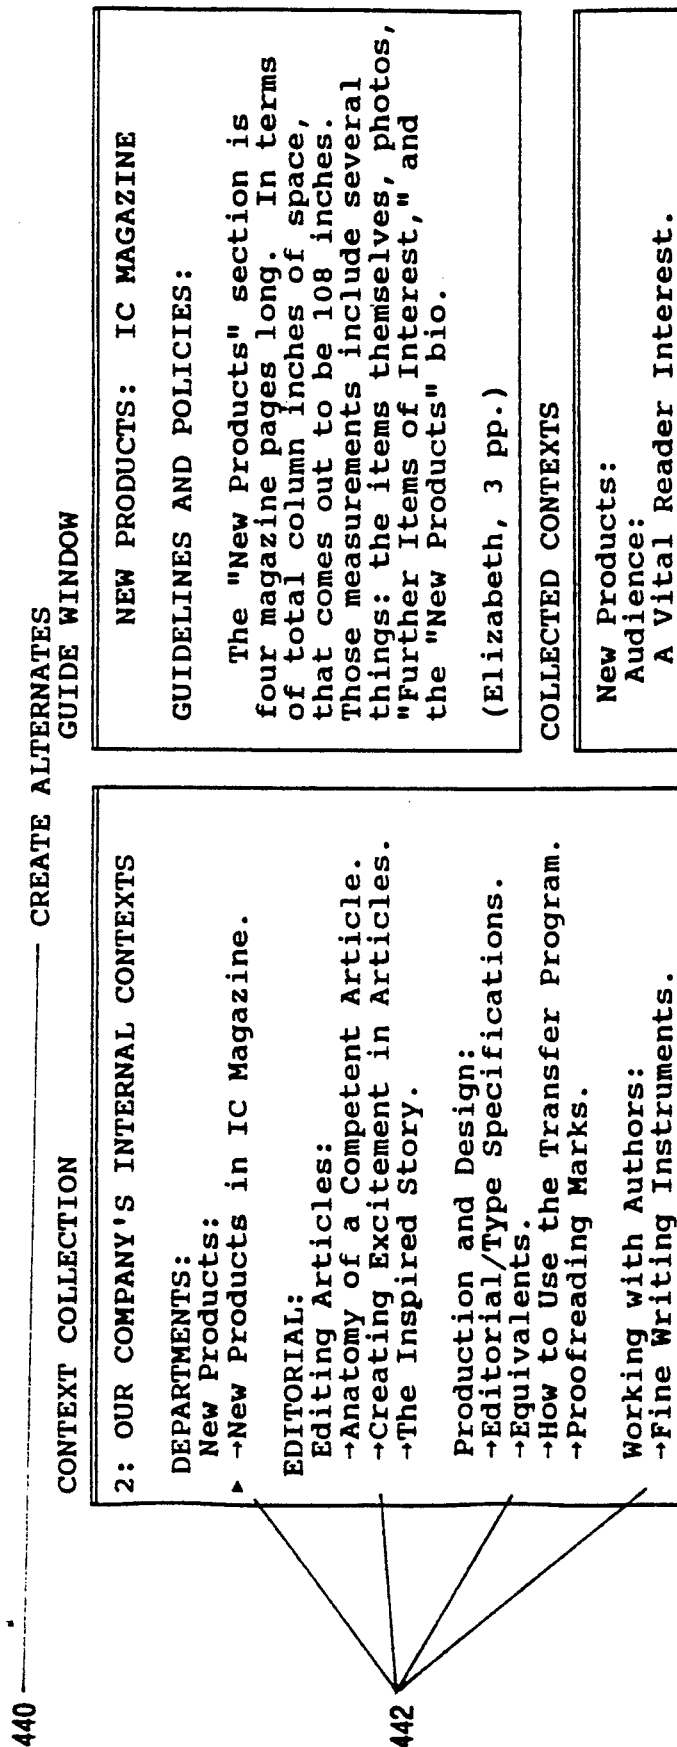 440
CREATE ALTERNATES
CONTEXT COLLECTION
2: OUR COMPANY'S INTERNAL CONTEXTS
DEPARTMENTS:
New Products:
▶ →New Products in IC Magazine.
EDITORIAL:
Editing Articles:
→Anatomy of a Competent Article.
→Creating Excitement in Articles.
→The Inspired Story.
Production and Design:
→Editorial/Type Specifications.
→Equivalents.
→How to Use the Transfer Program.
→Proofreading Marks.
Working with Authors:
→Fine Writing Instruments.
442
GUIDE WINDOW
NEW PRODUCTS: IC MAGAZINE
GUIDELINES AND POLICIES:
The "New Products" section is
four magazine pages long. In terms
of total column inches of space,
that comes out to be 108 inches.
Those measurements include several
things: the items themselves, photos,
"Further Items of Interest," and
the "New Products" bio.
(Elizabeth, 3 pp.)
COLLECTED CONTEXTS
New Products:
Audience:
A Vital Reader Interest.